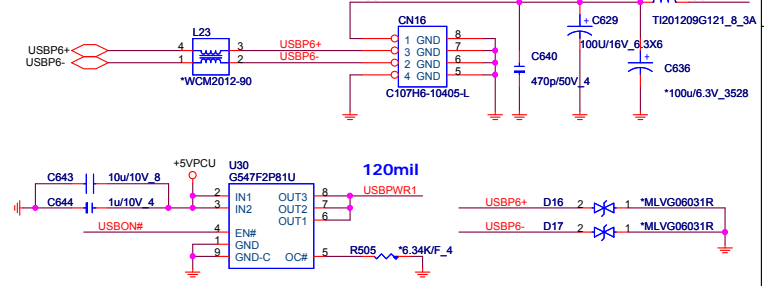 L23
USBP6+ 4 3 USBP6+
USBP6- 1 2 USBP6-
*WCM2012-90
CN16
1 GND 8
3 GND 7
2 GND 6
4 GND 5
C107H6-10405-L
C640
470p/50V_4
+ C629
100U/16V_6.3X6
TI201209G121_8_3A
+
C636
*100u/6.3V_3528
C643 10u/10V_8
C644 1u/10V_4
+5VPCU
U30
G547F2P81U
120mil
2 IN1 OUT3 8 USBPWR1
3 IN2 OUT2 7
OUT1 6
USBON# 4 EN#
1 GND
9 GND-C OC# 5 R505 *6.34K/F_4
USBP6+ D16 2 1 *MLVG06031R
USBP6- D17 2 1 *MLVG06031R